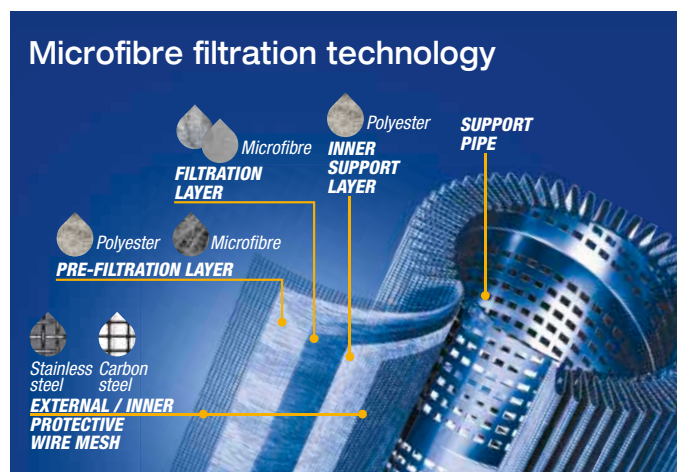 Microfibre filtration technology
Microfibre
FILTRATION
LAYER
Polyester
INNER
SUPPORT
LAYER
SUPPORT
PIPE
Polyester
Microfibre
PRE-FILTRATION LAYER
Stainless
steel
Carbon
steel
EXTERNAL / INNER
PROTECTIVE
WIRE MESH